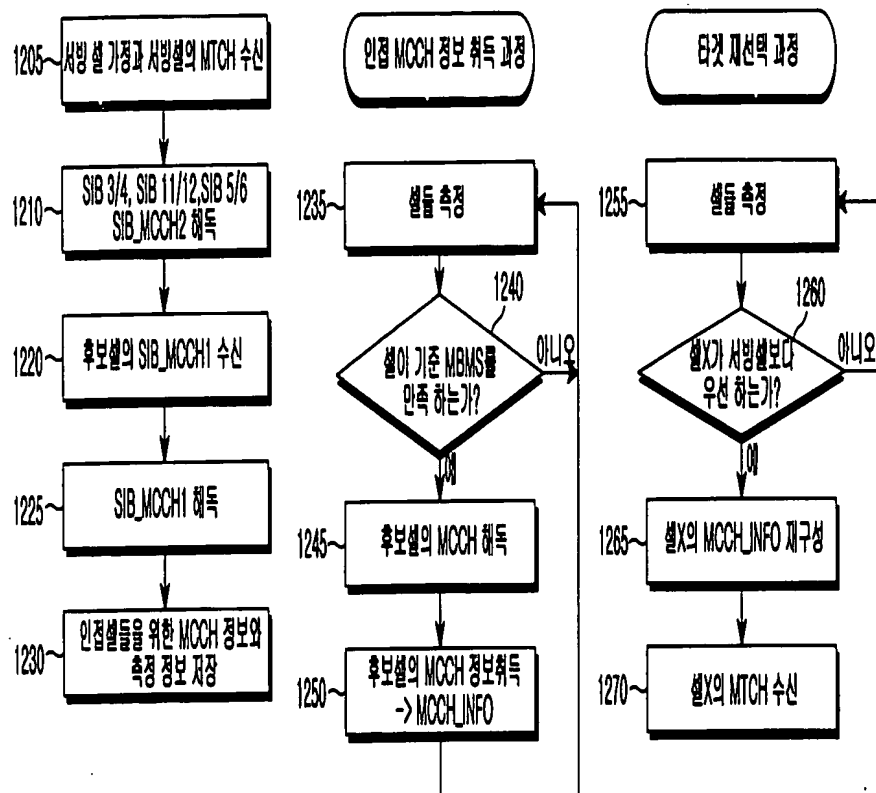 1205
서빙 셀 가정과 서빙셀의 MTCH 수신
1210
SIB 3/4, SIB 11/12,SIB 5/6
SIB_MCCH2 해독
1220
후보셀의 SIB_MCCH1 수신
1225
SIB_MCCH1 해독
1230
인접셀들을 위한 MCCH 정보와
측정 정보 저장
인접 MCCH 정보 취득 과정
1235
셀들 측정
1240
셀이 기준 MBMS를
만족 하는가?
아니오
예
1245
후보셀의 MCCH 해독
1250
후보셀의 MCCH 정보취득
-> MCCH_INFO
타겟 재선택 과정
1255
셀들 측정
1260
셀X가 서빙셀보다
우선 하는가?
아니오
예
1265
셀X의 MCCH_INFO 재구성
1270
셀X의 MTCH 수신